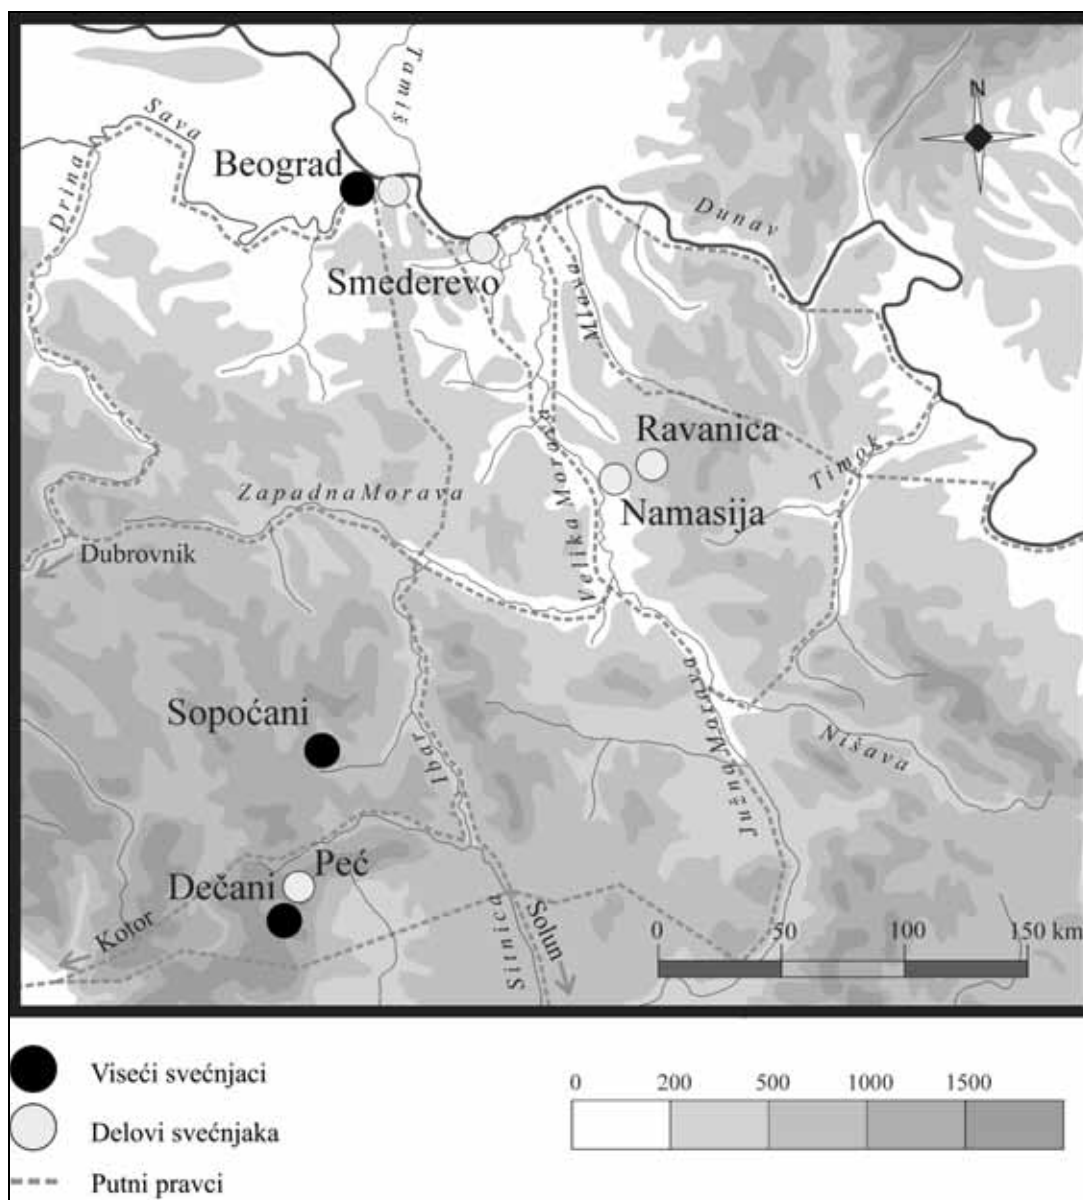 Tamiš
N
Sava
Beograd
Drina
Dunav
Smederevo
Mlava
Ravanica
Timok
Zapadna Morava
Velika Morava
Namasija
Dubrovnik
Sopoćani
Ibar
Južna Morava
Nišava
Peć
Dečani
Kotor
Sitnica
Solun
0 50 100 150 km
Viseći svećnjaci
Delovi svećnjaka
Putni pravci
0 200 500 1000 1500